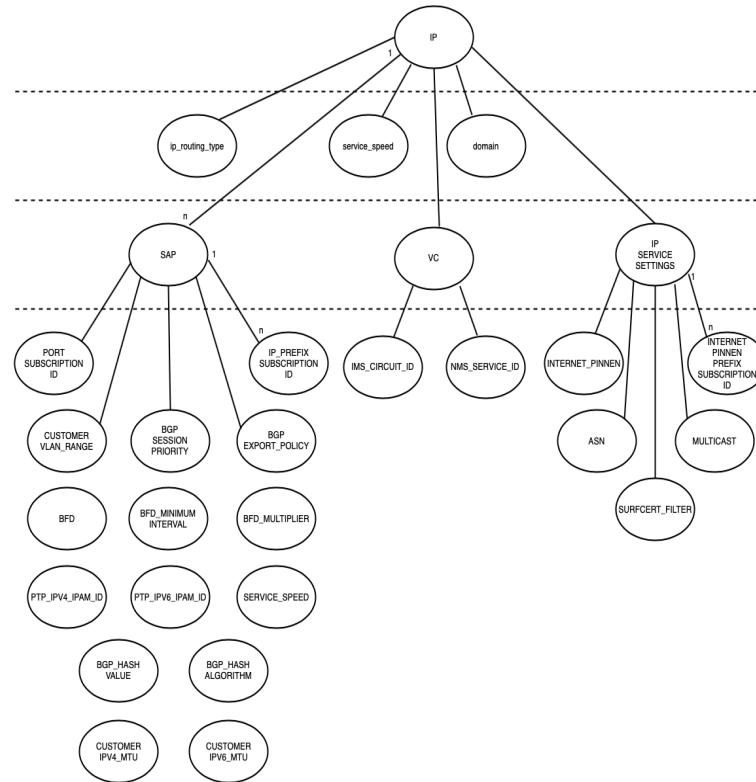 IP
1
ip_routing_type
service_speed
domain
n
SAP
1
VC
IP
SERVICE
SETTINGS
1
n
n
PORT
SUBSCRIPTION
ID
IP_PREFIX
SUBSCRIPTION
ID
IMS_CIRCUIT_ID
NMS_SERVICE_ID
INTERNET_PINNEN
INTERNET
PINNEN
PREFIX
SUBSCRIPTION
ID
CUSTOMER
VLAN_RANGE
BGP
SESSION
PRIORITY
BGP
EXPORT_POLICY
ASN
MULTICAST
BFD
BFD_MINIMUM
INTERVAL
BFD_MULTIPLIER
SURFCERT_FILTER
PTP_IPV4_IPAM_ID
PTP_IPV6_IPAM_ID
SERVICE_SPEED
BGP_HASH
VALUE
BGP_HASH
ALGORITHM
CUSTOMER
IPV4_MTU
CUSTOMER
IPV6_MTU